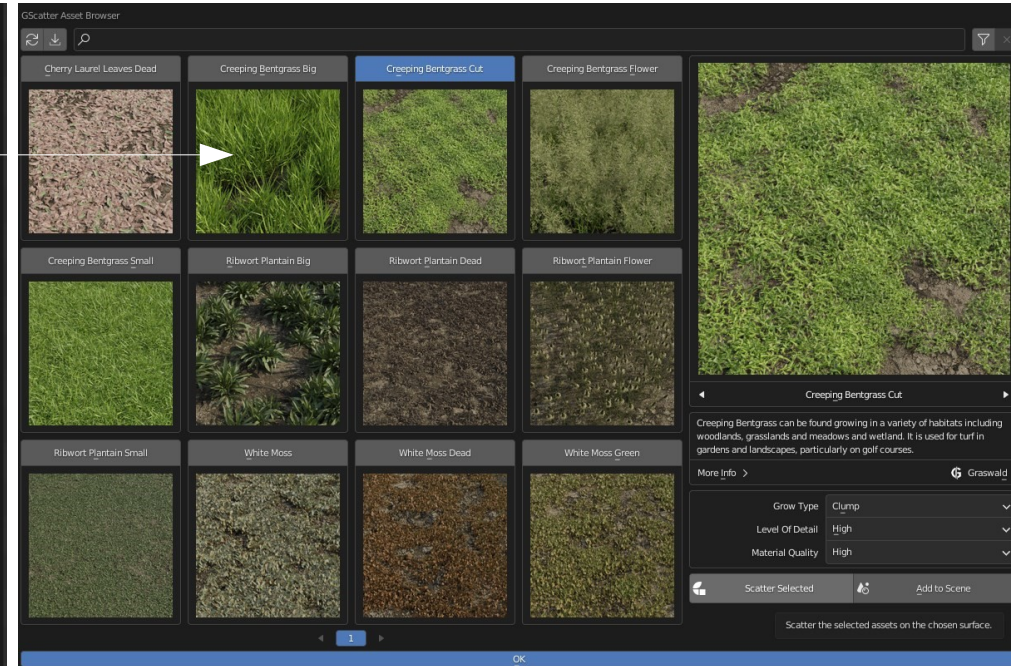 GScatter Asset Browser
Cherry Laurel Leaves Dead
Creeping Bentgrass Big
Creeping Bentgrass Cut
Creeping Bentgrass Flower
Creeping Bentgrass Small
Ribwort Plantain Big
Ribwort Plantain Dead
Ribwort Plantain Flower
Ribwort Plantain Small
White Moss
White Moss Dead
White Moss Green
1
Creeping Bentgrass Cut
Creeping Bentgrass can be found growing in a variety of habitats including
woodlands, grasslands and meadows and wetland. It is used for turf in
gardens and landscapes, particularly on golf courses.
More Info
Graswald
Grow Type Clump
Level Of Detail High
Material Quality High
Scatter Selected
Add to Scene
Scatter the selected assets on the chosen surface.
OK